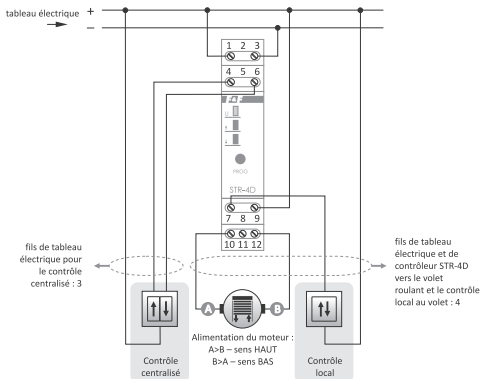 tableau électrique
+
–
1 2 3
4 5 6
F&F
U
PROG
STR-4D
7 8 9
10 11 12
fils de tableau
électrique pour
le contrôle
centralisé : 3
fils de tableau
électrique et de
contrôleur STR-4D
vers le volet
roulant et le contrôle
local au volet : 4
A
B
Alimentation du moteur :
A>B – sens HAUT
B>A – sens BAS
Contrôle
centralisé
Contrôle
local